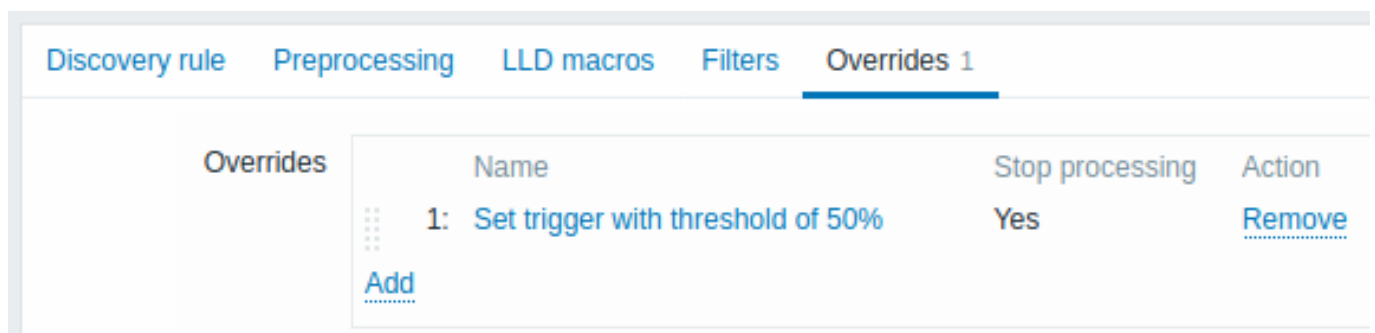 Discovery rule Preprocessing LLD macros Filters Overrides 1
Overrides Name Stop processing Action
1: Set trigger with threshold of 50% Yes Remove
Add